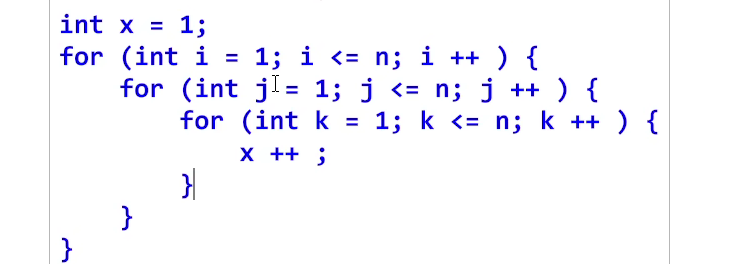 int x = 1;
for (int i = 1; i <= n; i ++ ) {
    for (int j = 1; j <= n; j ++ ) {
        for (int k = 1; k <= n; k ++ ) {
            x ++ ;
        }
    }
}